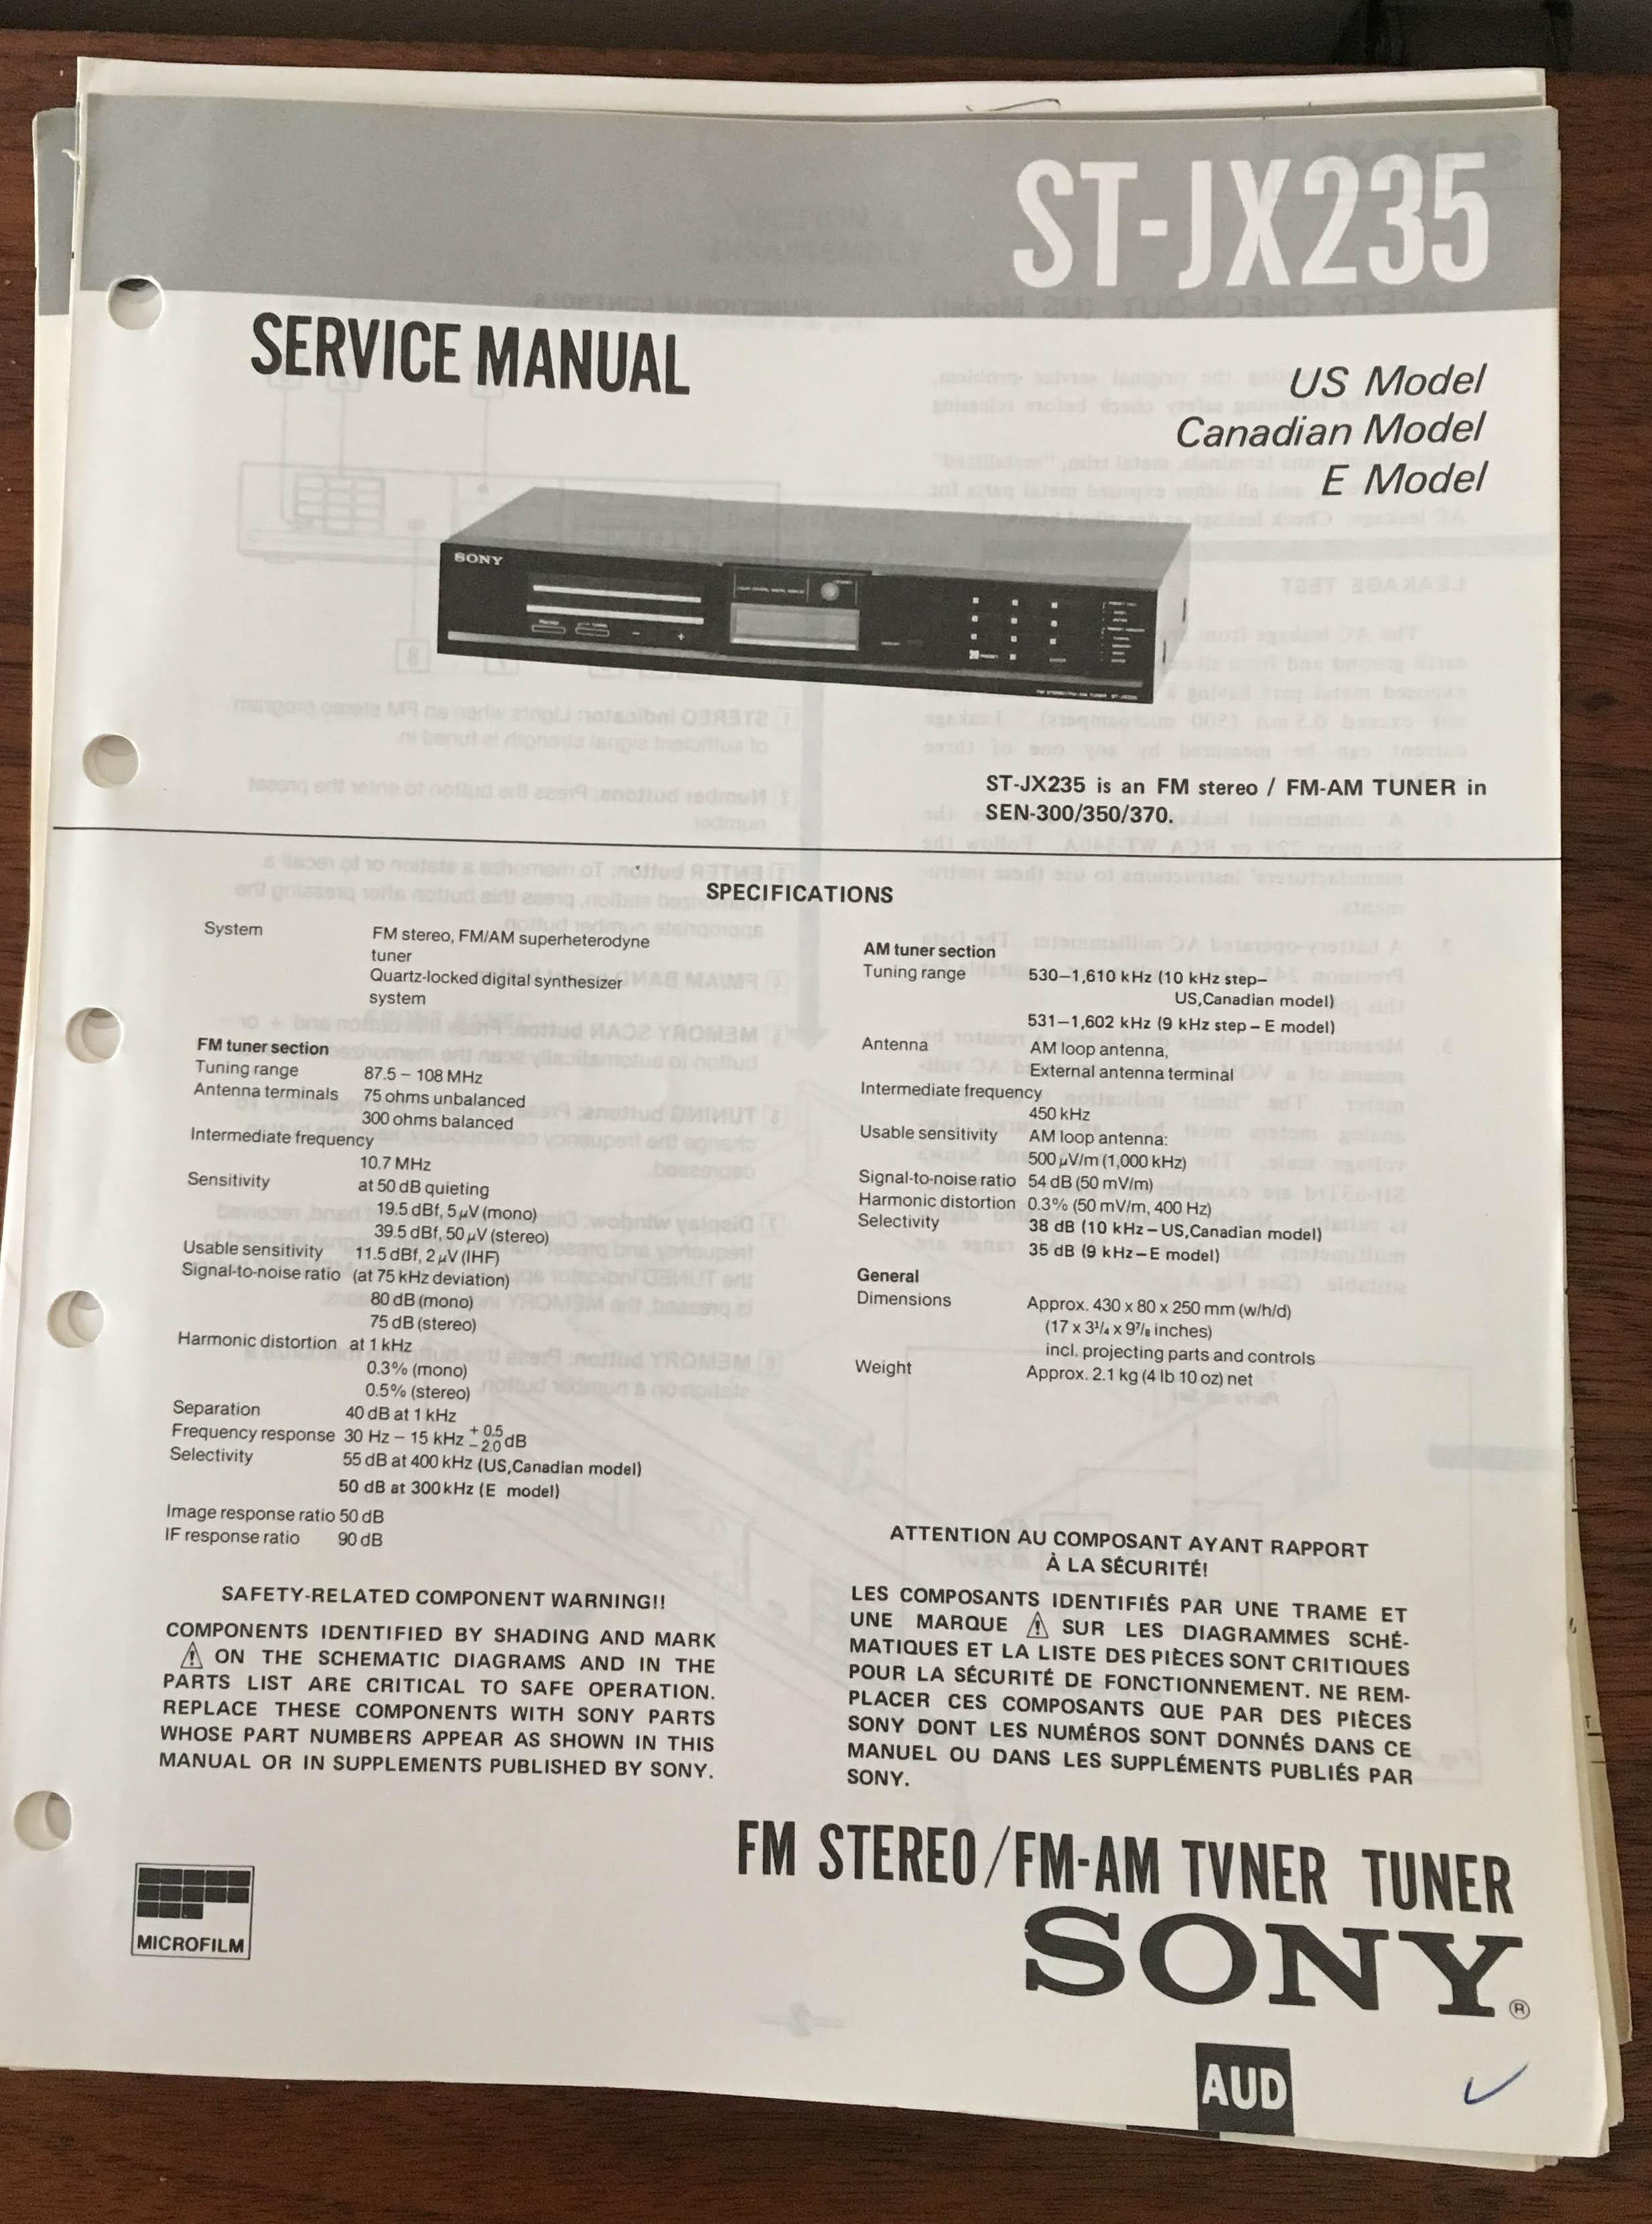 ST-JX235
SERVICE MANUAL
US Model
Canadian Model
E Model
SONY
ST-JX235 is an FM stereo / FM-AM TUNER in
SEN-300/350/370.
SPECIFICATIONS
System FM stereo, FM/AM superheterodyne
tuner
Quartz-locked digital synthesizer
system
FM tuner section
Tuning range 87.5 – 108 MHz
Antenna terminals 75 ohms unbalanced
300 ohms balanced
Intermediate frequency
10.7 MHz
Sensitivity at 50 dB quieting
19.5 dBf, 5 µV (mono)
39.5 dBf, 50 µV (stereo)
Usable sensitivity 11.5 dBf, 2 µV (IHF)
Signal-to-noise ratio (at 75 kHz deviation)
80 dB (mono)
75 dB (stereo)
Harmonic distortion at 1 kHz
0.3% (mono)
0.5% (stereo)
Separation 40 dB at 1 kHz
Frequency response 30 Hz – 15 kHz + 0.5 – 2.0 dB
Selectivity 55 dB at 400 kHz (US,Canadian model)
50 dB at 300 kHz (E model)
Image response ratio 50 dB
IF response ratio 90 dB
AM tuner section
Tuning range 530–1,610 kHz (10 kHz step–
US,Canadian model)
531–1,602 kHz (9 kHz step – E model)
Antenna AM loop antenna,
External antenna terminal
Intermediate frequency
450 kHz
Usable sensitivity AM loop antenna:
500 µV/m (1,000 kHz)
Signal-to-noise ratio 54 dB (50 mV/m)
Harmonic distortion 0.3% (50 mV/m, 400 Hz)
Selectivity 38 dB (10 kHz – US,Canadian model)
35 dB (9 kHz – E model)
General
Dimensions Approx. 430 x 80 x 250 mm (w/h/d)
(17 x 3 1/4 x 9 7/8 inches)
incl. projecting parts and controls
Weight Approx. 2.1 kg (4 lb 10 oz) net
SAFETY-RELATED COMPONENT WARNING!!
COMPONENTS IDENTIFIED BY SHADING AND MARK
⚠ ON THE SCHEMATIC DIAGRAMS AND IN THE
PARTS LIST ARE CRITICAL TO SAFE OPERATION.
REPLACE THESE COMPONENTS WITH SONY PARTS
WHOSE PART NUMBERS APPEAR AS SHOWN IN THIS
MANUAL OR IN SUPPLEMENTS PUBLISHED BY SONY.
ATTENTION AU COMPOSANT AYANT RAPPORT
À LA SÉCURITÉ!
LES COMPOSANTS IDENTIFIÉS PAR UNE TRAME ET
UNE MARQUE ⚠ SUR LES DIAGRAMMES SCHÉ-
MATIQUES ET LA LISTE DES PIÈCES SONT CRITIQUES
POUR LA SÉCURITÉ DE FONCTIONNEMENT. NE REM-
PLACER CES COMPOSANTS QUE PAR DES PIÈCES
SONY DONT LES NUMÉROS SONT DONNÉS DANS CE
MANUEL OU DANS LES SUPPLÉMENTS PUBLIÉS PAR
SONY.
FM STEREO/FM-AM TVNER TUNER
MICROFILM
SONY®
AUD